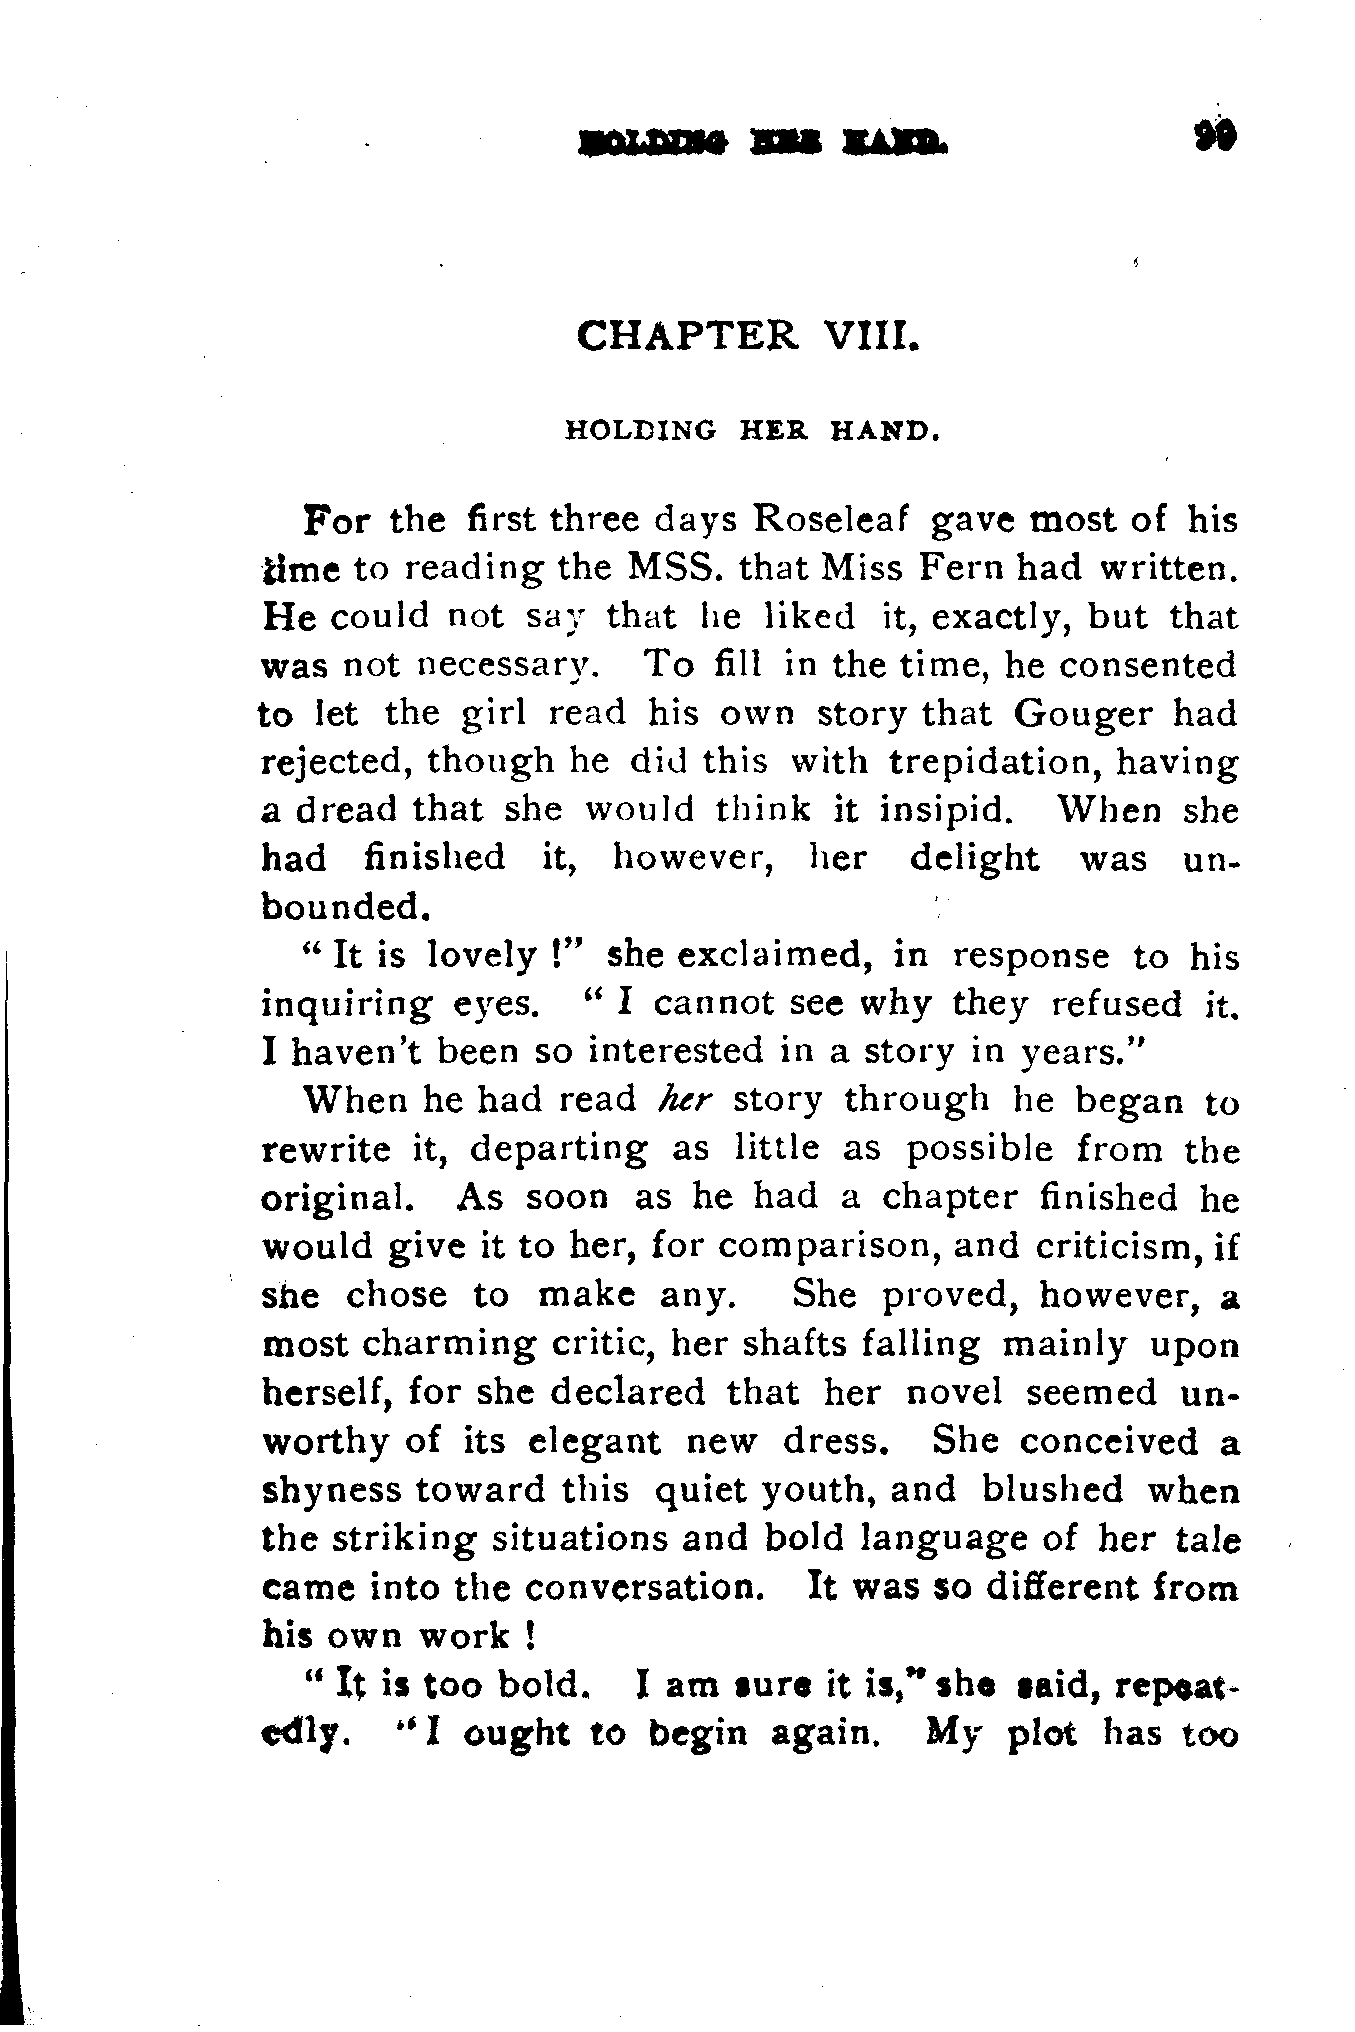 HOLDING HER HAND. 99
CHAPTER VIII.
HOLDING HER HAND.
For the first three days Roseleaf gave most of his
time to reading the MSS. that Miss Fern had written.
He could not say that he liked it, exactly, but that
was not necessary. To fill in the time, he consented
to let the girl read his own story that Gouger had
rejected, though he did this with trepidation, having
a dread that she would think it insipid. When she
had finished it, however, her delight was un-
bounded.
“ It is lovely !” she exclaimed, in response to his
inquiring eyes. “ I cannot see why they refused it.
I haven’t been so interested in a story in years.”
When he had read her story through he began to
rewrite it, departing as little as possible from the
original. As soon as he had a chapter finished he
would give it to her, for comparison, and criticism, if
she chose to make any. She proved, however, a
most charming critic, her shafts falling mainly upon
herself, for she declared that her novel seemed un-
worthy of its elegant new dress. She conceived a
shyness toward this quiet youth, and blushed when
the striking situations and bold language of her tale
came into the conversation. It was so different from
his own work !
“ It is too bold. I am sure it is,” she said, repeat-
edly. “ I ought to begin again. My plot has too